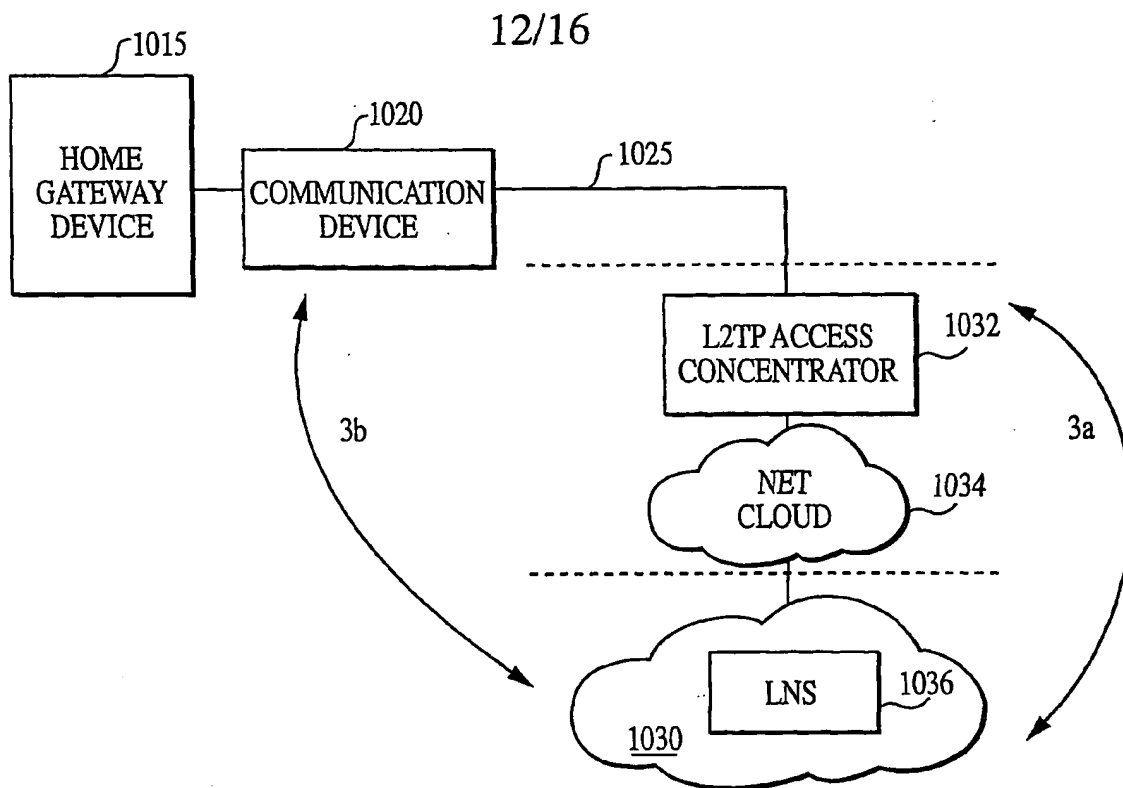 12/16
1015
HOME
GATEWAY
DEVICE
1020
COMMUNICATION
DEVICE
1025
L2TP ACCESS
CONCENTRATOR
1032
3b
3a
NET
CLOUD
1034
LNS
1036
1030